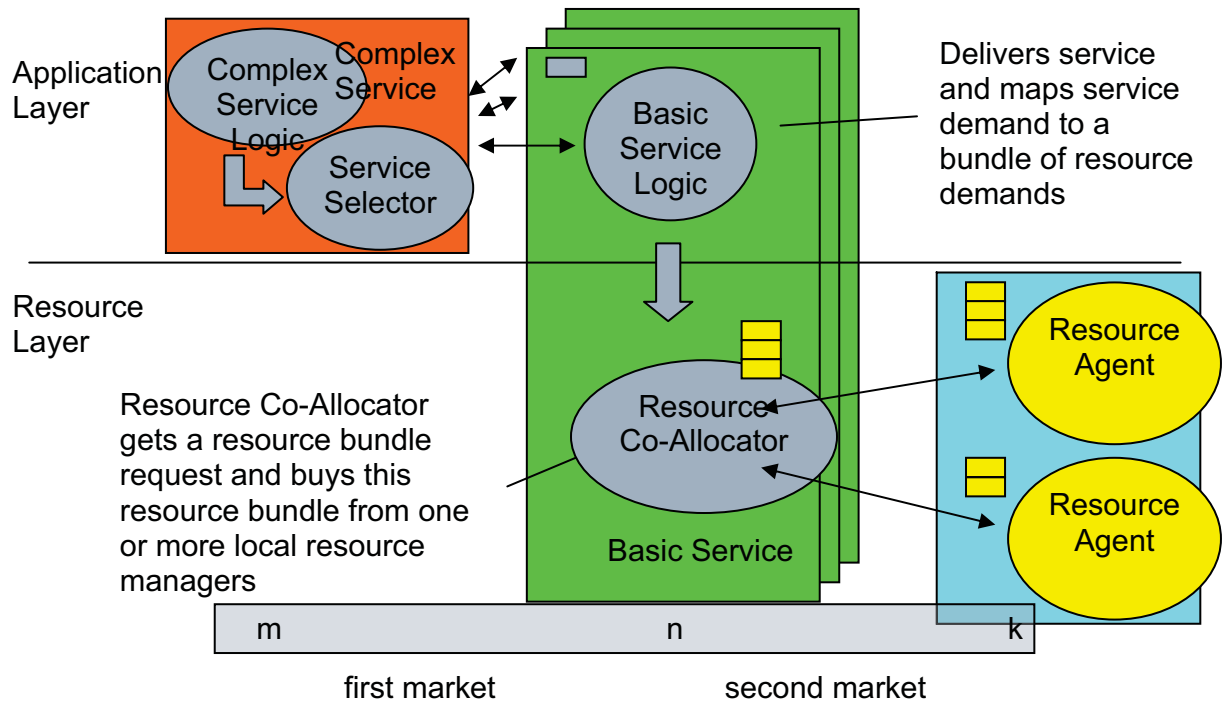 Application
Layer
Complex
Service
Logic
Complex
Service
Service
Selector
Basic
Service
Logic
Delivers service
and maps service
demand to a
bundle of resource
demands
Resource
Layer
Resource Co-Allocator
gets a resource bundle
request and buys this
resource bundle from one
or more local resource
managers
Resource
Co-Allocator
Basic Service
Resource
Agent
Resource
Agent
m
n
k
first market
second market